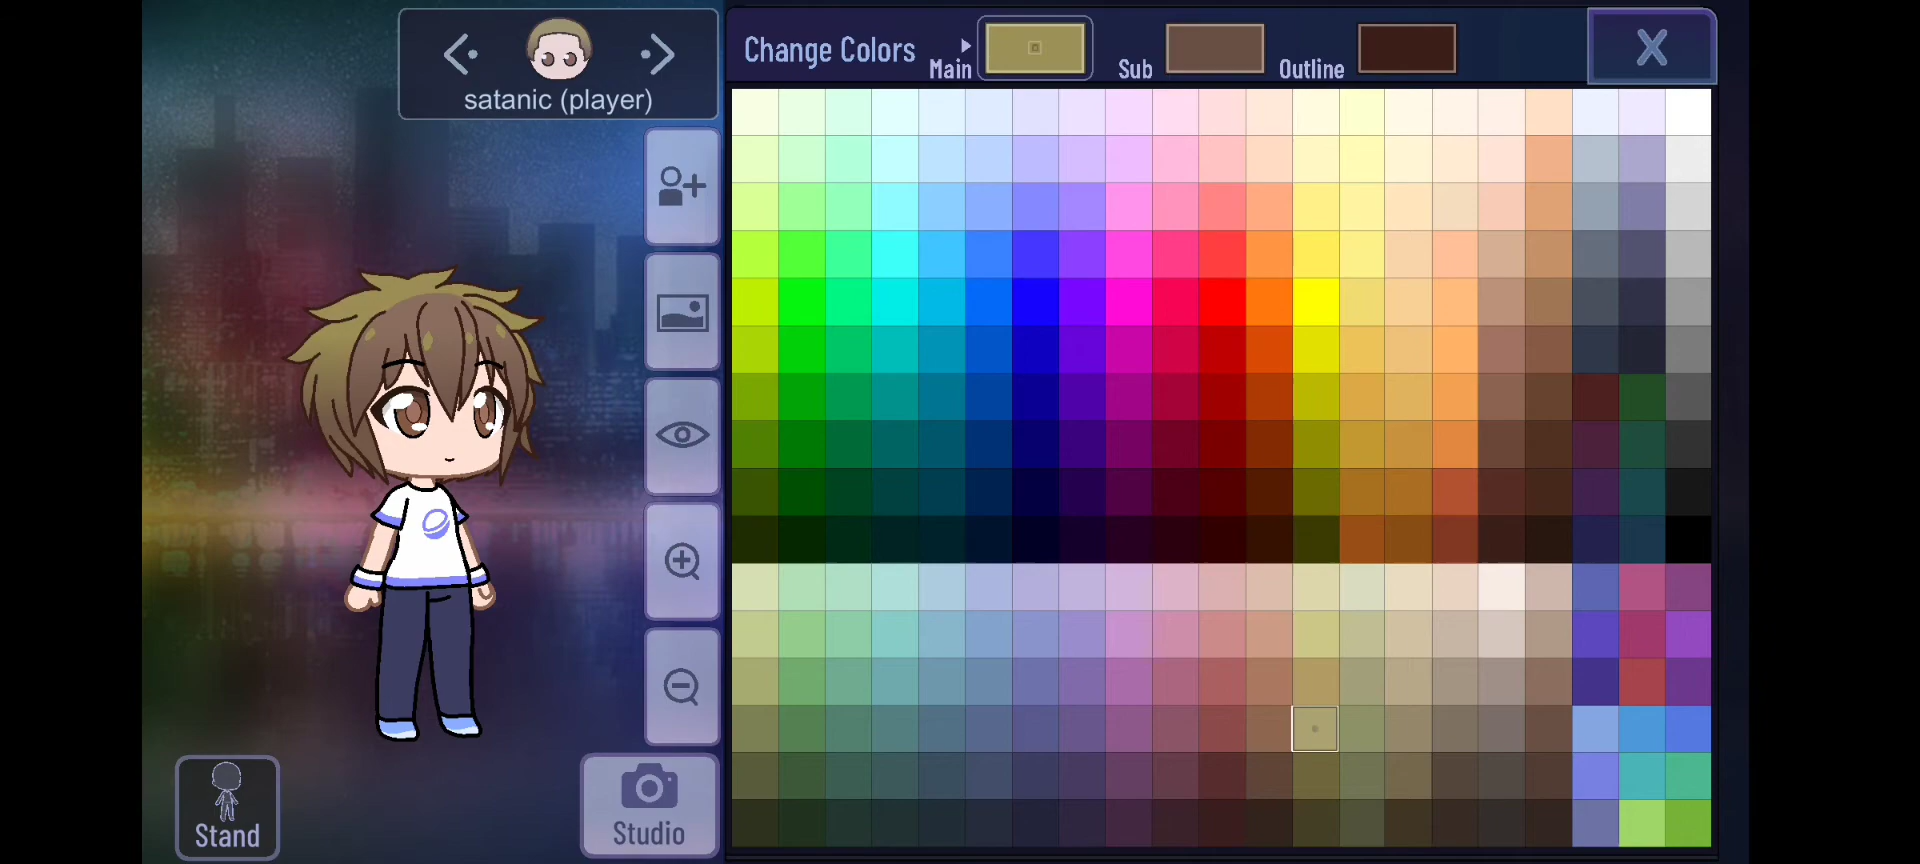 satanic (player)
Change Colors
Main
Sub
Outline
X
Stand
Studio